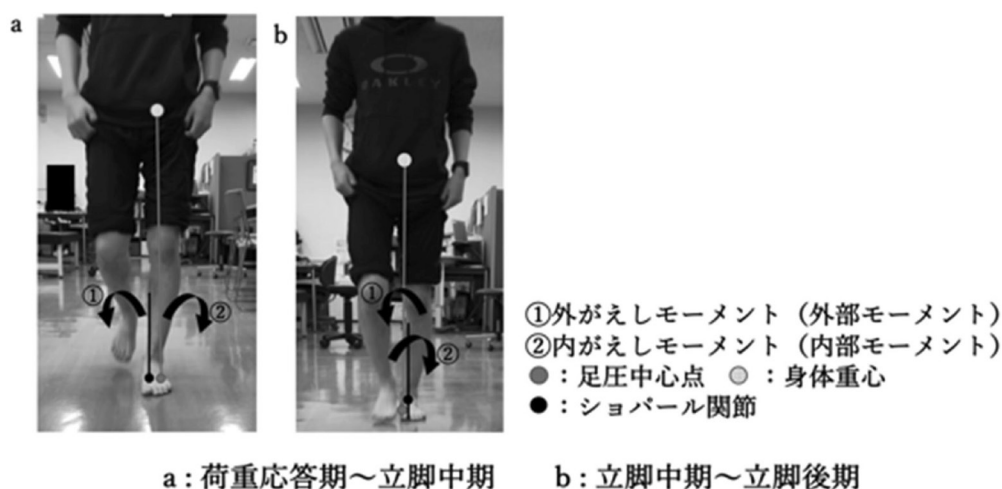 a
b
OAKLEY
① ②
① ②
①外がえしモーメント（外部モーメント）
②内がえしモーメント（内部モーメント）
：足圧中心点 ：身体重心
：ショパール関節
a : 荷重応答期～立脚中期 b : 立脚中期～立脚後期